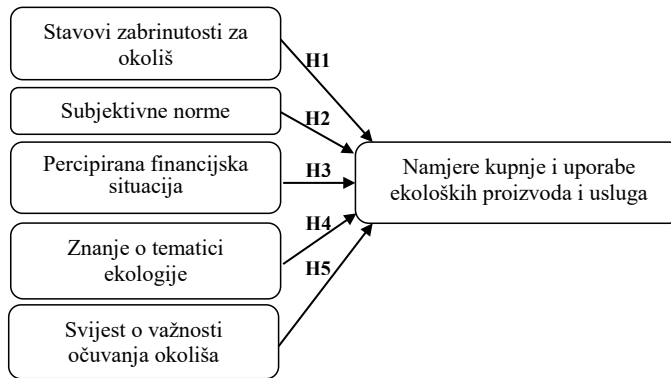 Stavovi zabrinutosti za
okoliš
H1
Subjektivne norme
H2
Percipirana financijska
situacija
H3
Namjere kupnje i uporabe
ekoloških proizvoda i usluga
Znanje o tematici
ekologije
H4
H5
Svijest o važnosti
očuvanja okoliša